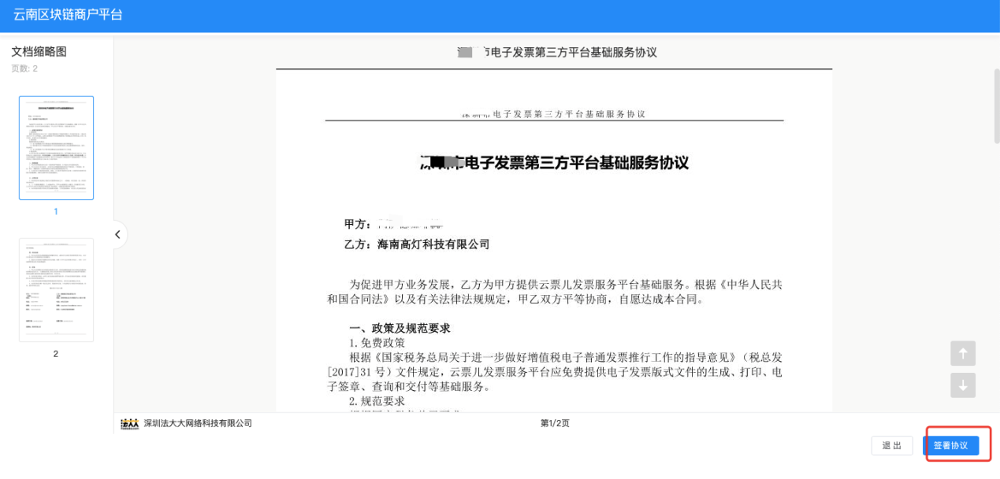 云南区块链商户平台
文档缩略图
页数: 2
1
2
市电子发票第三方平台基础服务协议
电子发票第三方平台基础服务协议
电子发票第三方平台基础服务协议
甲方：
乙方：海南高灯科技有限公司
为促进甲方业务发展，乙方为甲方提供云票儿发票服务平台基础服务。根据《中华人民共
和国合同法》以及有关法律法规规定，甲乙双方平等协商，自愿达成本合同。
一、政策及规范要求
1. 免费政策
根据《国家税务总局关于进一步做好增值税电子普通发票推行工作的指导意见》（税总发
[2017]31 号）文件规定，云票儿发票服务平台应免费提供电子发票版式文件的生成、打印、电
子签章、查询和交付等基础服务。
2. 规范要求
法大大 深圳法大大网络科技有限公司
第1/2页
退出
签署协议